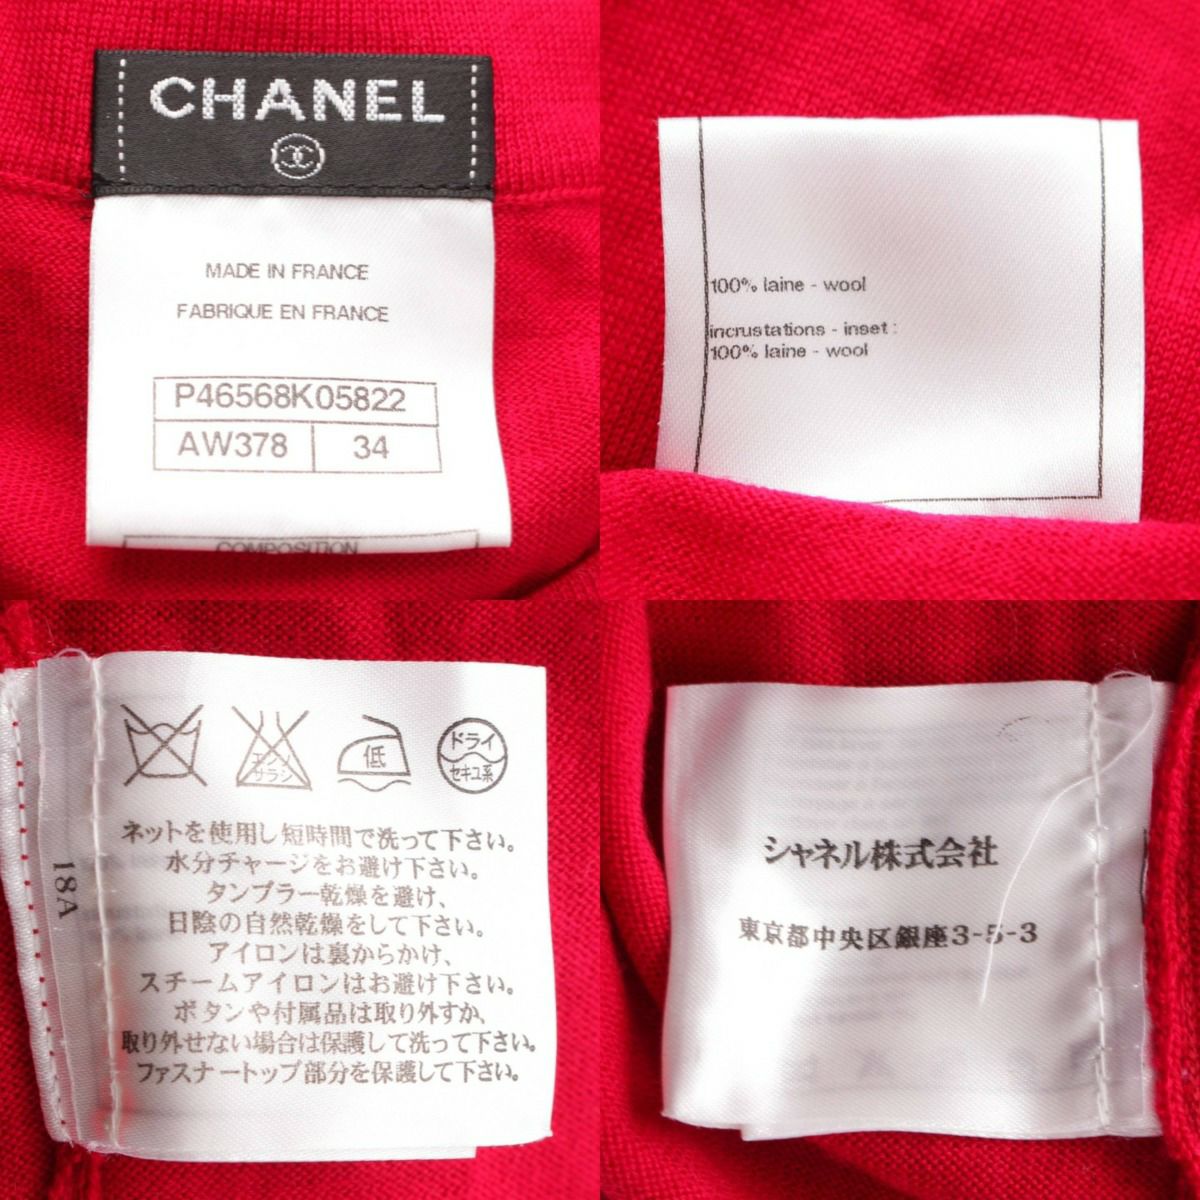 CHANEL
MADE IN FRANCE
FABRIQUE EN FRANCE
P46568K05822
AW378 34
COMPOSITION
100% laine - wool
incrustations - inset :
100% laine - wool
エンソ
サラシ
低
ドライ
セキユ系
ネットを使用し短時間で洗って下さい。
水分チャージをお避け下さい。
タンブラー乾燥を避け、
日陰の自然乾燥をして下さい。
アイロンは裏からかけ、
スチームアイロンはお避け下さい。
ボタンや付属品は取り外すか、
取り外せない場合は保護して洗って下さい。
ファスナートップ部分を保護して下さい。
18A
シャネル株式会社
東京都中央区銀座3-5-3